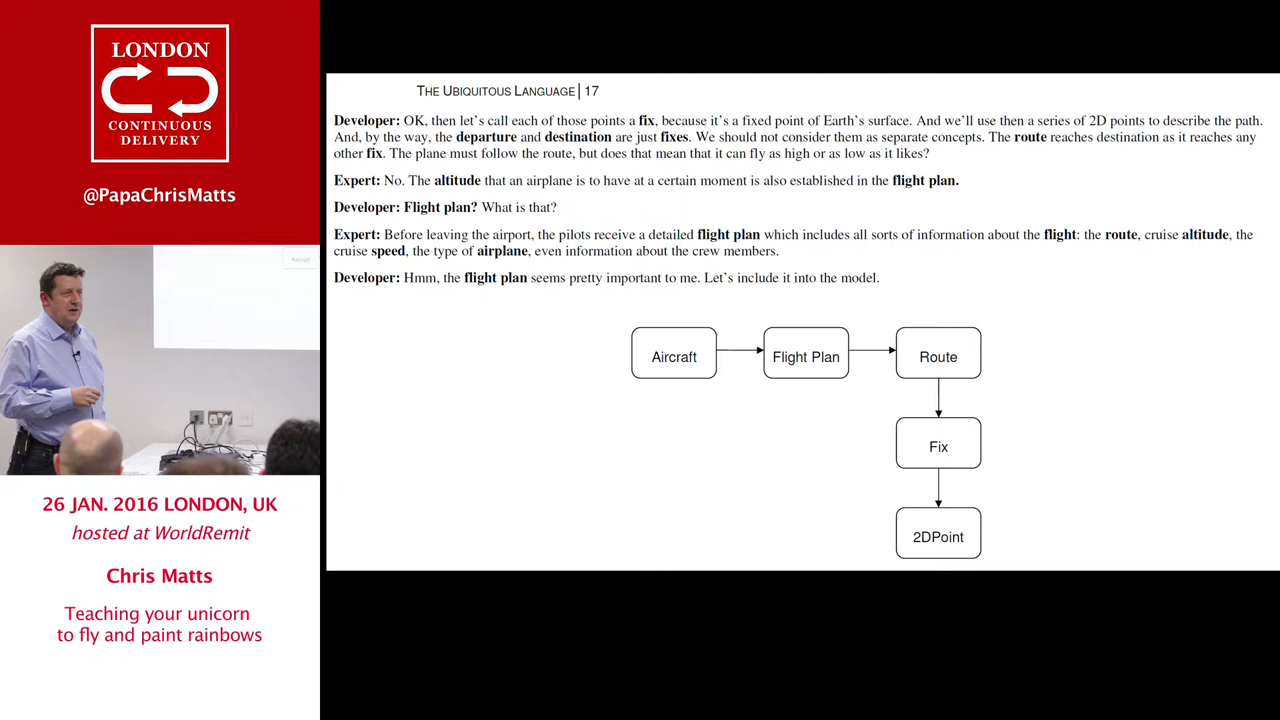 LONDON
CONTINUOUS
DELIVERY
@PapaChrisMatts
Aircraft
26 JAN. 2016 LONDON, UK
hosted at WorldRemit
Chris Matts
Teaching your unicorn
to fly and paint rainbows
THE UBIQUITOUS LANGUAGE| 17
Developer: OK, then let's call each of those points a fix, because it's a fixed point of Earth's surface. And we'll use then a series of 2D points to describe the path.
And, by the way, the departure and destination are just fixes. We should not consider them as separate concepts. The route reaches destination as it reaches any
other fix. The plane must follow the route, but does that mean that it can fly as high or as low as it likes?
Expert: No. The altitude that an airplane is to have at a certain moment is also established in the flight plan.
Developer: Flight plan? What is that?
Expert: Before leaving the airport, the pilots receive a detailed flight plan which includes all sorts of information about the flight: the route, cruise altitude, the
cruise speed, the type of airplane, even information about the crew members.
Developer: Hmm, the flight plan seems pretty important to me. Let's include it into the model.
Aircraft
Flight Plan
Route
Fix
2DPoint